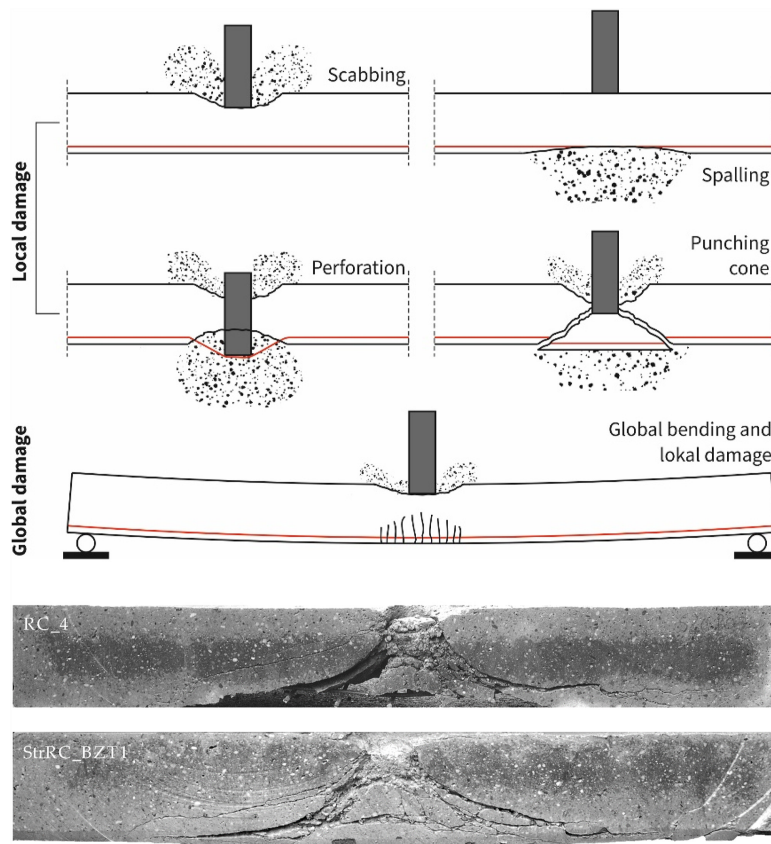 Scabbing
Spalling
Local damage
Perforation
Punching
cone
Global damage
Global bending and
lokal damage
RC_4
StrRC_BZT1